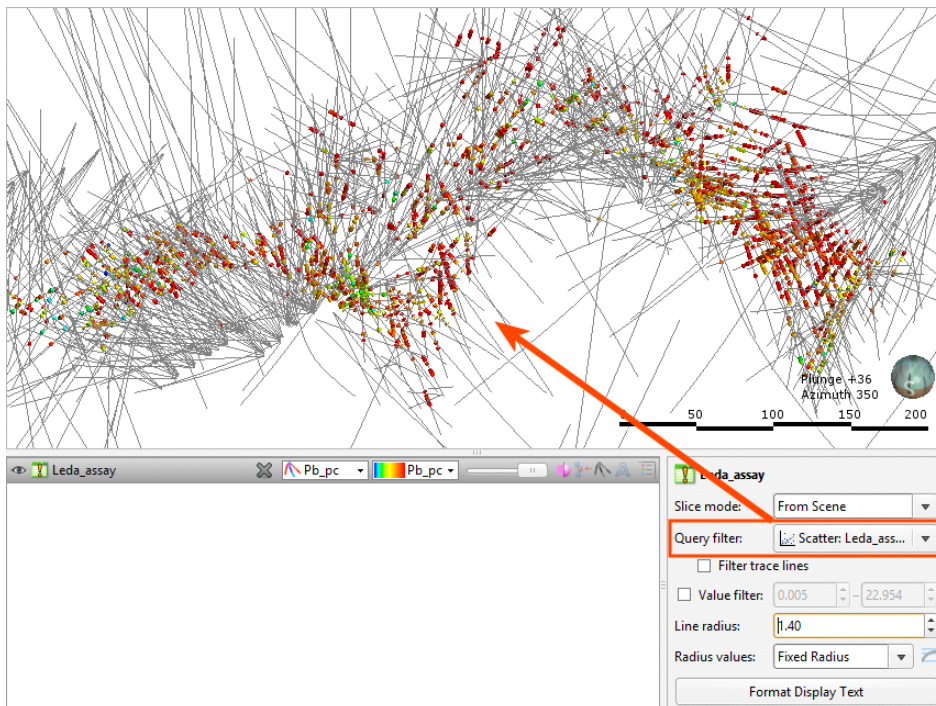 Plunge +36
Azimuth 350
0 50 100 150 200
Leda_assay Pb_pc Pb_pc
Leda_assay
Slice mode: From Scene
Query filter: Scatter: Leda_ass...
Filter trace lines
Value filter: 0.005 – 22.954
Line radius: 1.40
Radius values: Fixed Radius
Format Display Text